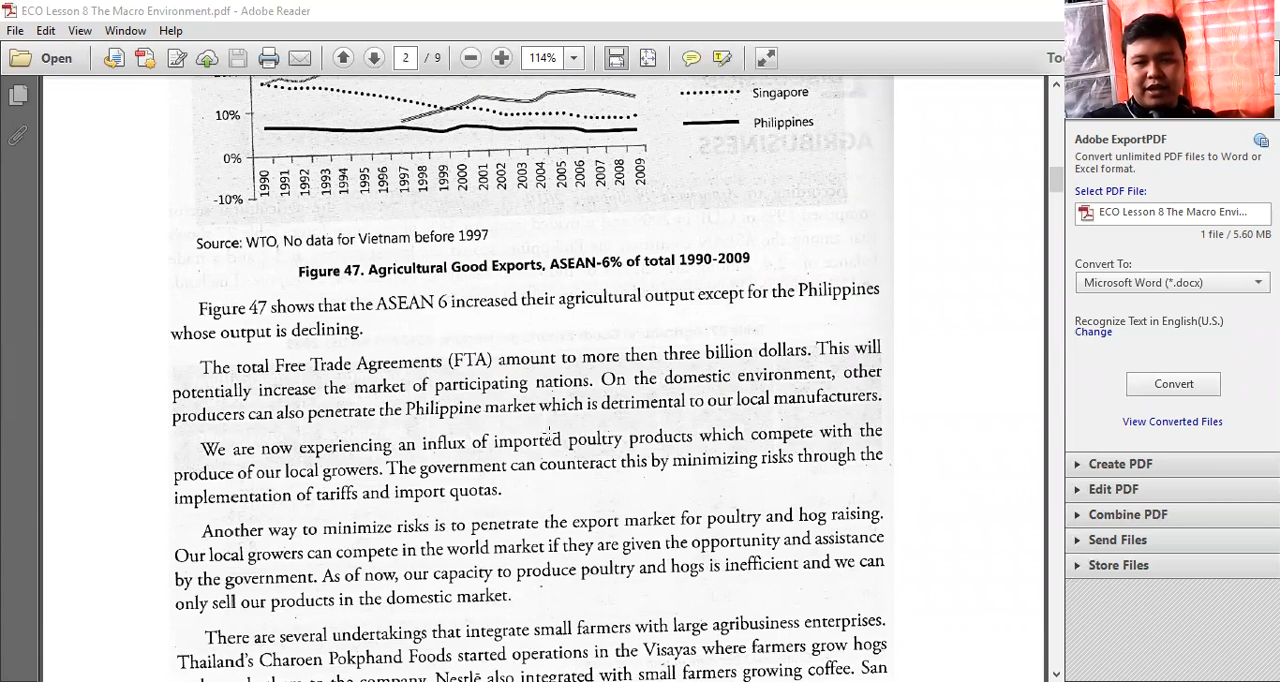 ECO Lesson 8 The Macro Environment.pdf - Adobe Reader
File Edit View Window Help
Open
2 / 9
114%
Singapore
10%
Philippines
0%
-10%
1990 1991 1992 1993 1994 1995 1996 1997 1998 1999 2000 2001 2002 2003 2004 2005 2006 2007 2008 2009
AGRIBUSINESS
Source: WTO, No data for Vietnam before 1997
Figure 47. Agricultural Good Exports, ASEAN-6% of total 1990-2009
Figure 47 shows that the ASEAN 6 increased their agricultural output except for the Philippines
whose output is declining.
The total Free Trade Agreements (FTA) amount to more then three billion dollars. This will
potentially increase the market of participating nations. On the domestic environment, other
producers can also penetrate the Philippine market which is detrimental to our local manufacturers.
We are now experiencing an influx of imported poultry products which compete with the
produce of our local growers. The government can counteract this by minimizing risks through the
implementation of tariffs and import quotas.
Another way to minimize risks is to penetrate the export market for poultry and hog raising.
Our local growers can compete in the world market if they are given the opportunity and assistance
by the government. As of now, our capacity to produce poultry and hogs is inefficient and we can
only sell our products in the domestic market.
There are several undertakings that integrate small farmers with large agribusiness enterprises.
Thailand's Charoen Pokphand Foods started operations in the Visayas where farmers grow hogs
company. Nestlé also integrated with small farmers growing coffee. San
Adobe ExportPDF
Convert unlimited PDF files to Word or
Excel format.
Select PDF File:
ECO Lesson 8 The Macro Envi...
1 file / 5.60 MB
Convert To:
Microsoft Word (*.docx)
Recognize Text in English(U.S.)
Change
Convert
View Converted Files
Create PDF
Edit PDF
Combine PDF
Send Files
Store Files